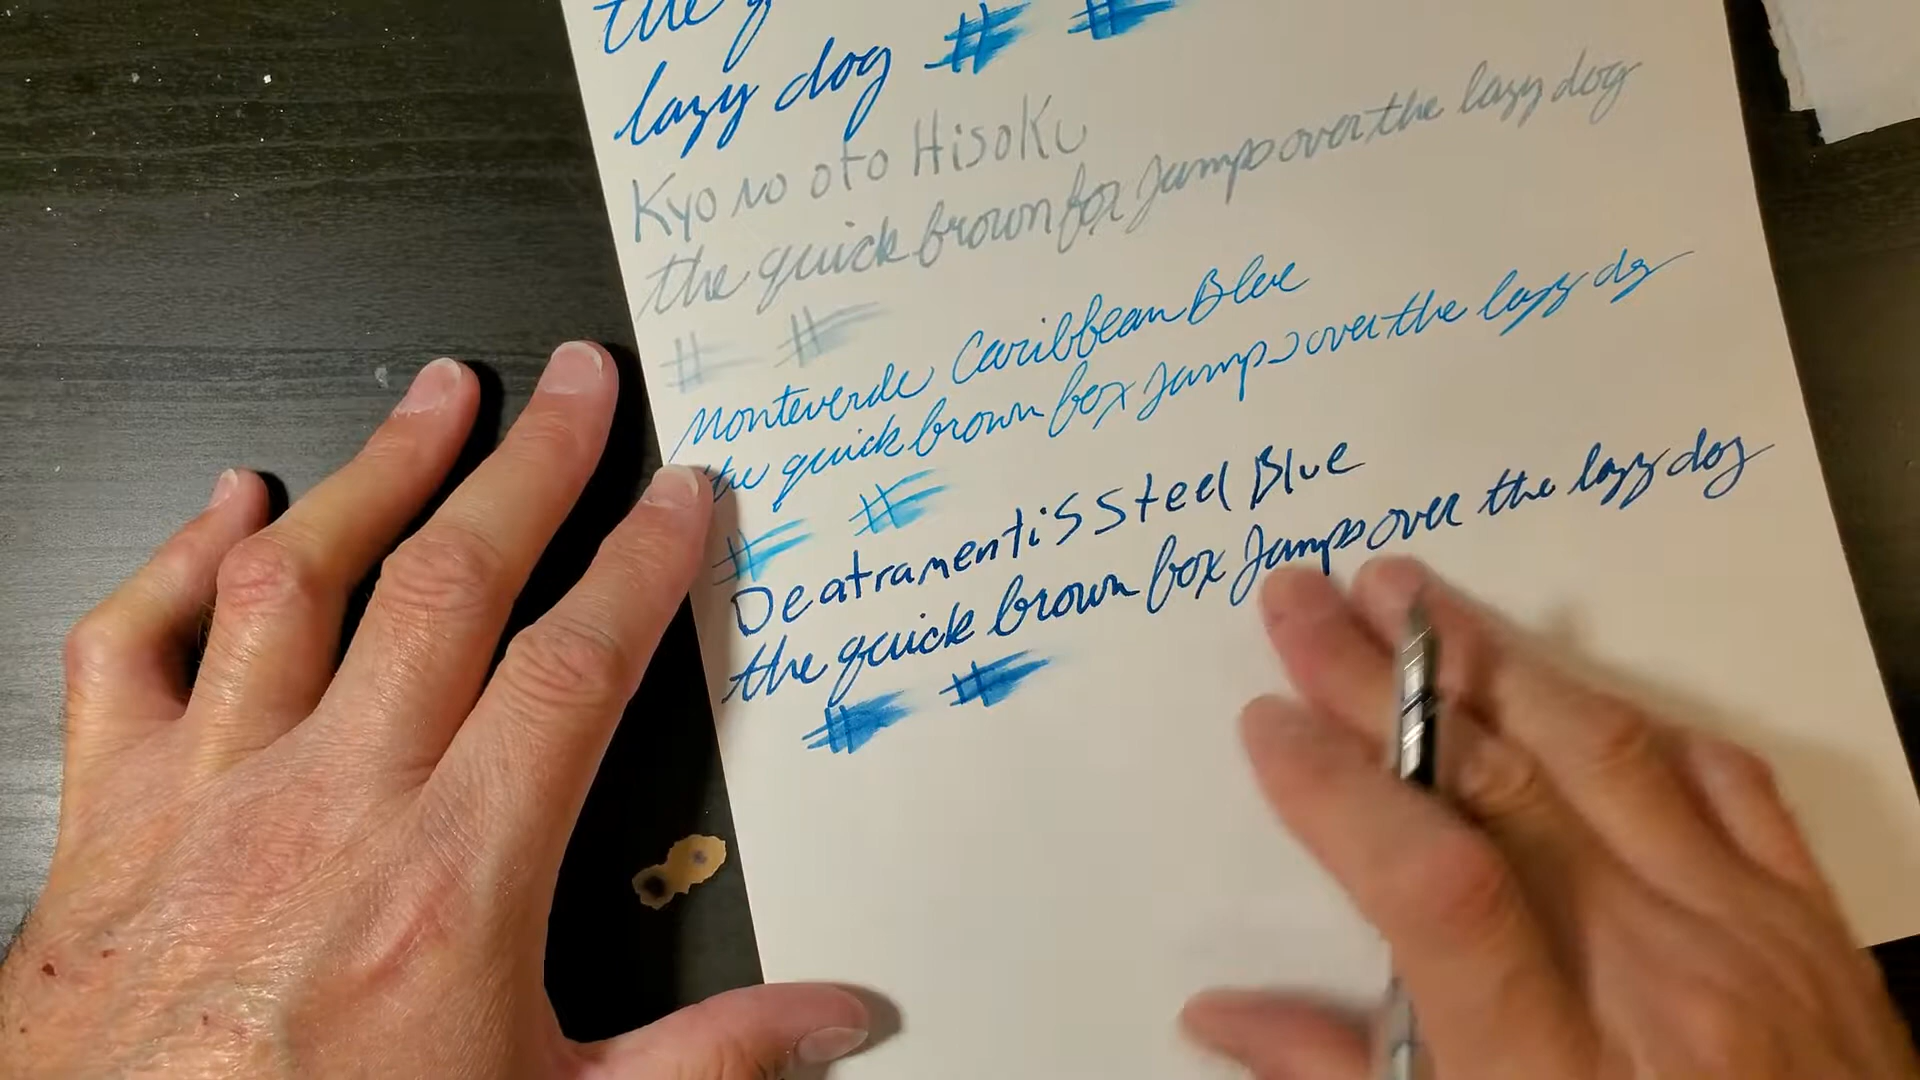 the
lazy dog # #
Kyo no oto Hisoku
the quick brown fox jumps over the lazy dog
# #
Monteverde Caribbean Blue
the quick brown fox jumps over the lazy dog
# #
Deatramentis Steel Blue
the quick brown fox jumps over the lazy dog
# #